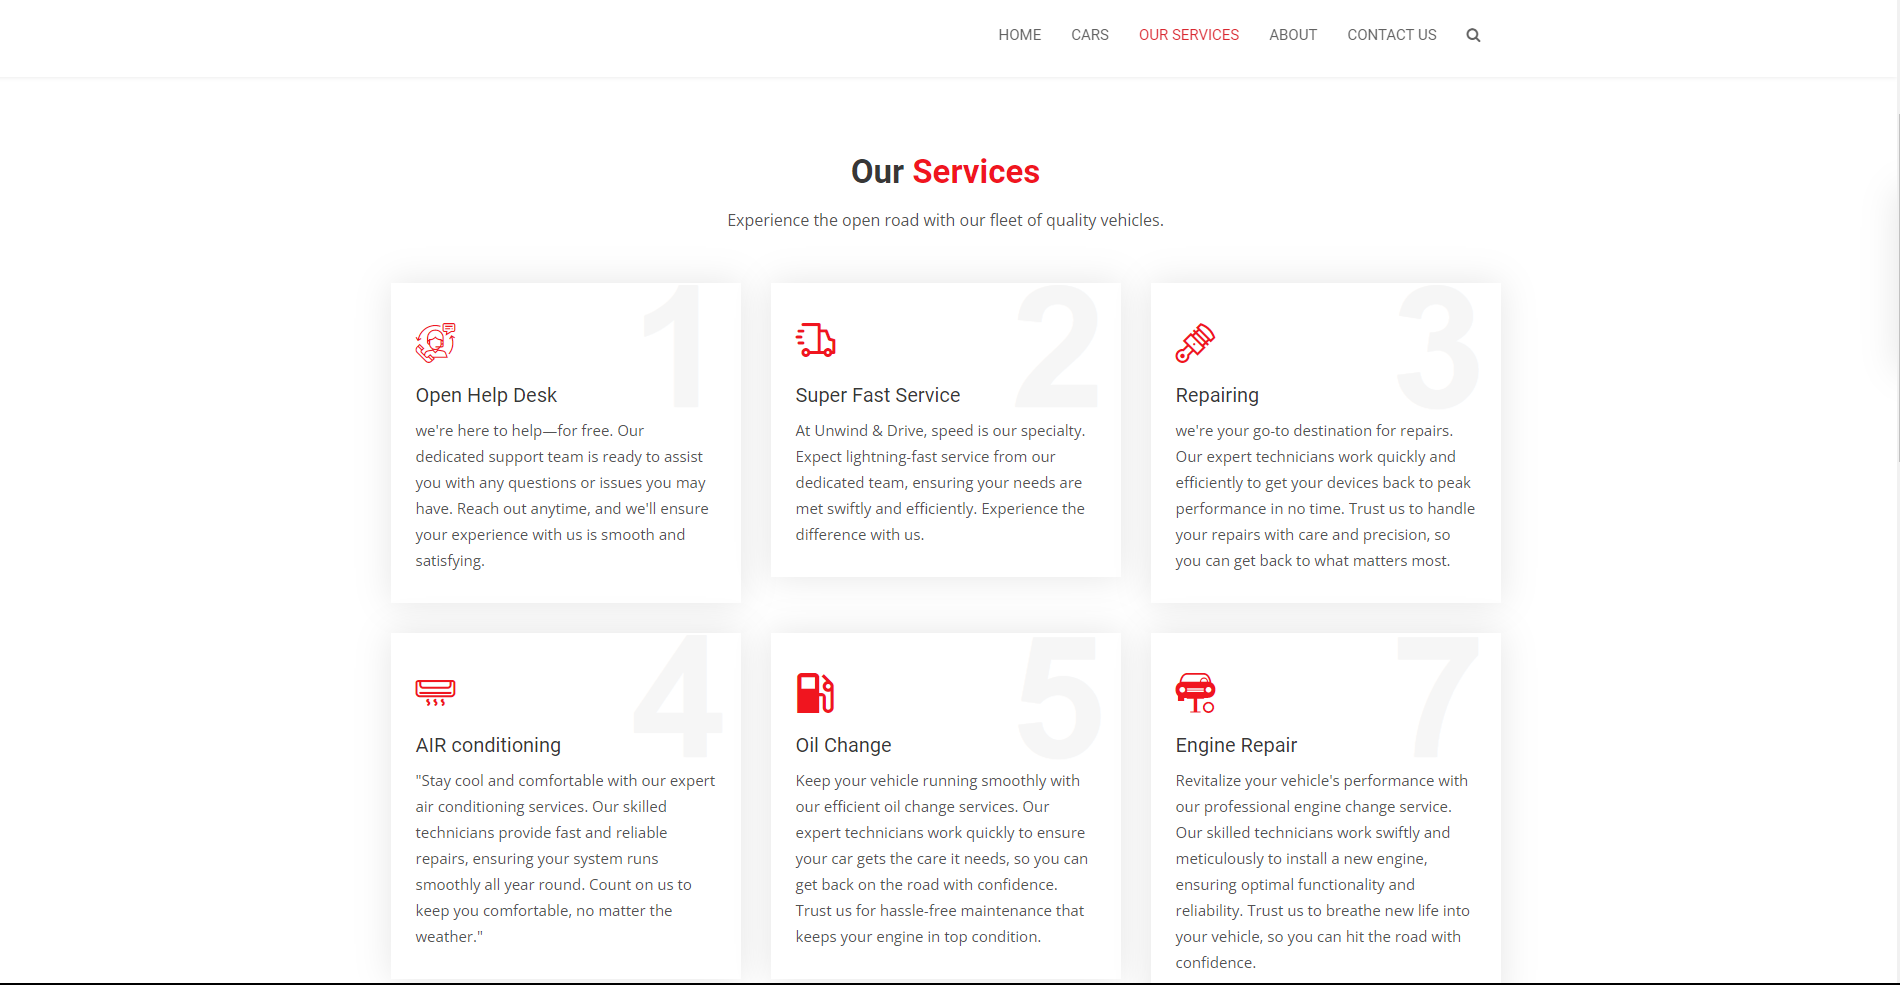 HOME CARS OUR SERVICES ABOUT CONTACT US
Our Services
Experience the open road with our fleet of quality vehicles.
1
Open Help Desk
we're here to help—for free. Our
dedicated support team is ready to assist
you with any questions or issues you may
have. Reach out anytime, and we'll ensure
your experience with us is smooth and
satisfying.
2
Super Fast Service
At Unwind & Drive, speed is our specialty.
Expect lightning-fast service from our
dedicated team, ensuring your needs are
met swiftly and efficiently. Experience the
difference with us.
3
Repairing
we're your go-to destination for repairs.
Our expert technicians work quickly and
efficiently to get your devices back to peak
performance in no time. Trust us to handle
your repairs with care and precision, so
you can get back to what matters most.
4
AIR conditioning
"Stay cool and comfortable with our expert
air conditioning services. Our skilled
technicians provide fast and reliable
repairs, ensuring your system runs
smoothly all year round. Count on us to
keep you comfortable, no matter the
weather."
5
Oil Change
Keep your vehicle running smoothly with
our efficient oil change services. Our
expert technicians work quickly to ensure
your car gets the care it needs, so you can
get back on the road with confidence.
Trust us for hassle-free maintenance that
keeps your engine in top condition.
7
Engine Repair
Revitalize your vehicle's performance with
our professional engine change service.
Our skilled technicians work swiftly and
meticulously to install a new engine,
ensuring optimal functionality and
reliability. Trust us to breathe new life into
your vehicle, so you can hit the road with
confidence.